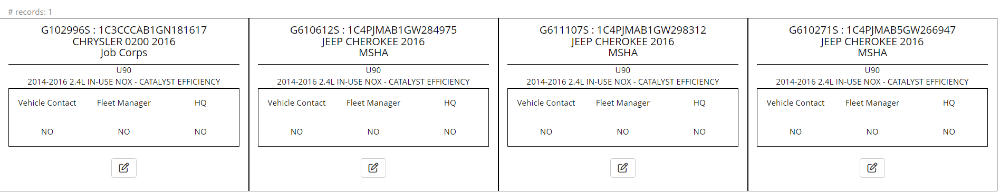 # records: 1
G102996S : 1C3CCCAB1GN181617
CHRYSLER 0200 2016
Job Corps
U90
2014-2016 2.4L IN-USE NOX - CATALYST EFFICIENCY
Vehicle Contact Fleet Manager HQ
NO NO NO
G610612S : 1C4PJMAB1GW284975
JEEP CHEROKEE 2016
MSHA
U90
2014-2016 2.4L IN-USE NOX - CATALYST EFFICIENCY
Vehicle Contact Fleet Manager HQ
NO NO NO
G611107S : 1C4PJMAB1GW298312
JEEP CHEROKEE 2016
MSHA
U90
2014-2016 2.4L IN-USE NOX - CATALYST EFFICIENCY
Vehicle Contact Fleet Manager HQ
NO NO NO
G610271S : 1C4PJMAB5GW266947
JEEP CHEROKEE 2016
MSHA
U90
2014-2016 2.4L IN-USE NOX - CATALYST EFFICIENCY
Vehicle Contact Fleet Manager HQ
NO NO NO